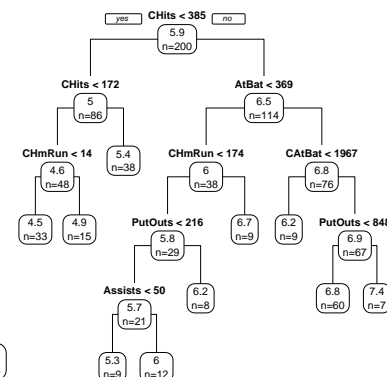 yes CHits < 385 no
5.9
n=200
CHits < 172 AtBat < 369
5 6.5
n=86 n=114
CHmRun < 14 CHmRun < 174 CAtBat < 1967
4.6 5.4 6 6.8
n=48 n=38 n=38 n=76
PutOuts < 216 PutOuts < 848
4.5 4.9 5.8 6.7 6.2 6.9
n=33 n=15 n=29 n=9 n=9 n=67
Assists < 50
5.7 6.2 6.8 7.4
n=21 n=8 n=60 n=7
5.3 6
n=9 n=12